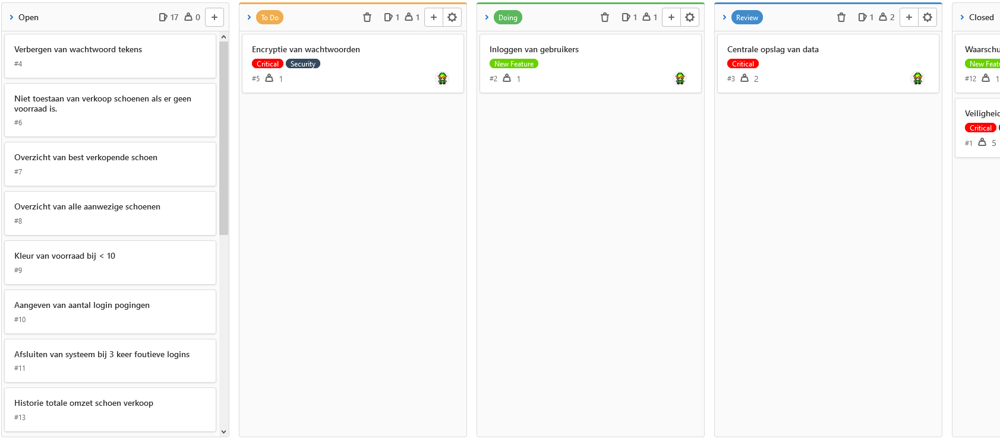 Open 17 0
Verbergen van wachtwoord tekens
#4
Niet toestaan van verkoop schoenen als er geen
voorraad is.
#6
Overzicht van best verkopende schoen
#7
Overzicht van alle aanwezige schoenen
#8
Kleur van voorraad bij < 10
#9
Aangeven van aantal login pogingen
#10
Afsluiten van systeem bij 3 keer foutieve logins
#11
Historie totale omzet schoen verkoop
#13
To Do 1 1
Encryptie van wachtwoorden
Critical Security
#5 1
Doing 1 1
Inloggen van gebruikers
New Feature
#2 1
Review 1 2
Centrale opslag van data
Critical
#3 2
Closed
Waarschu
New Feat
#12 1
Veiligheid
Critical
#1 5